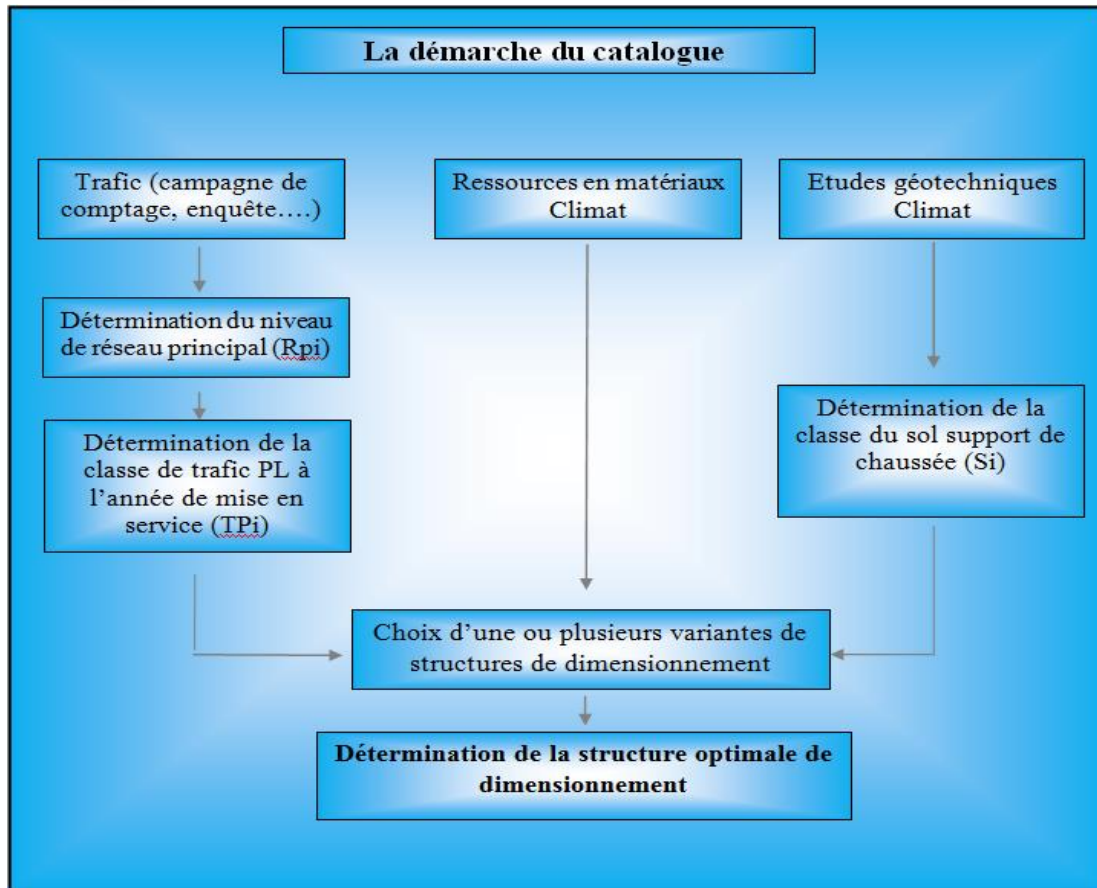 La démarche du catalogue
Trafic (campagne de
comptage, enquête….)
Ressources en matériaux
Climat
Etudes géotechniques
Climat
Détermination du niveau
de réseau principal (Rpi)
Détermination de la
classe de trafic PL à
l’année de mise en
service (TPi)
Détermination de la
classe du sol support de
chaussée (Si)
Choix d’une ou plusieurs variantes de
structures de dimensionnement
Détermination de la structure optimale de
dimensionnement